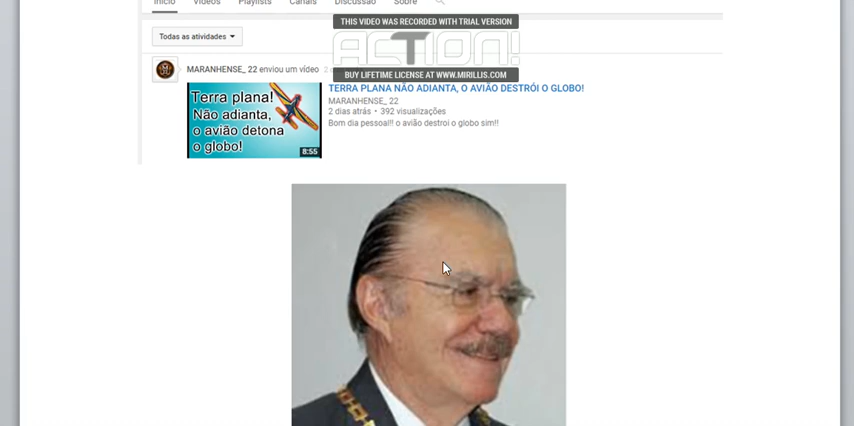 Início Vídeos Playlists Canais Discussão Sobre
THIS VIDEO WAS RECORDED WITH TRIAL VERSION
Todas as atividades
ACTION!
BUY LIFETIME LICENSE AT WWW.MIRILLIS.COM
MARANHENSE_ 22 enviou um vídeo 2
TERRA PLANA NÃO ADIANTA, O AVIÃO DESTRÓI O GLOBO!
MARANHENSE_ 22
2 dias atrás • 392 visualizações
Bom dia pessoal!! o avião destroi o globo sim!!
Terra plana!
Não adianta,
o avião detona
o globo!
8:55